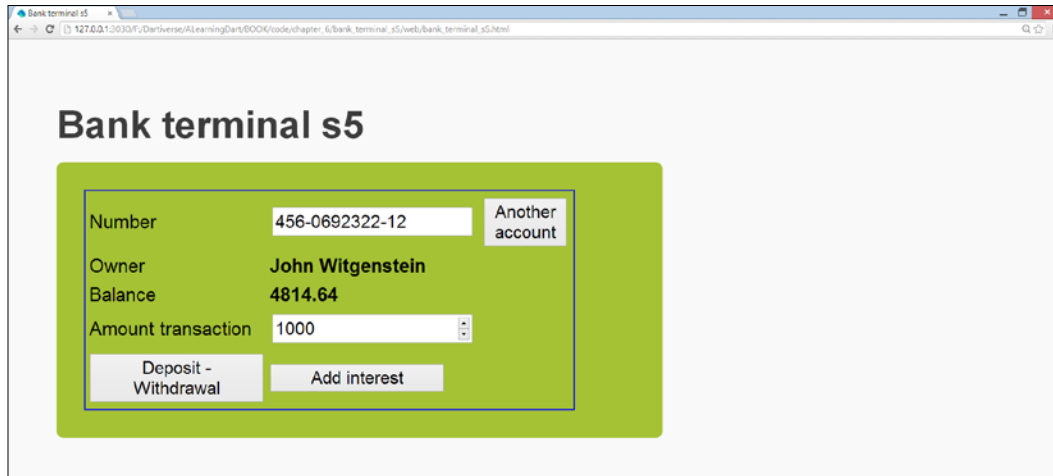 Bank terminal s5
127.0.0.1:3030/F:/Dartiverse/ALearningDart/BOOK/code/chapter_6/bank_terminal_s5/web/bank_terminal_s5.html
Bank terminal s5
Number 456-0692322-12 Another
account
Owner John Witgenstein
Balance 4814.64
Amount transaction 1000
Deposit -
Withdrawal Add interest